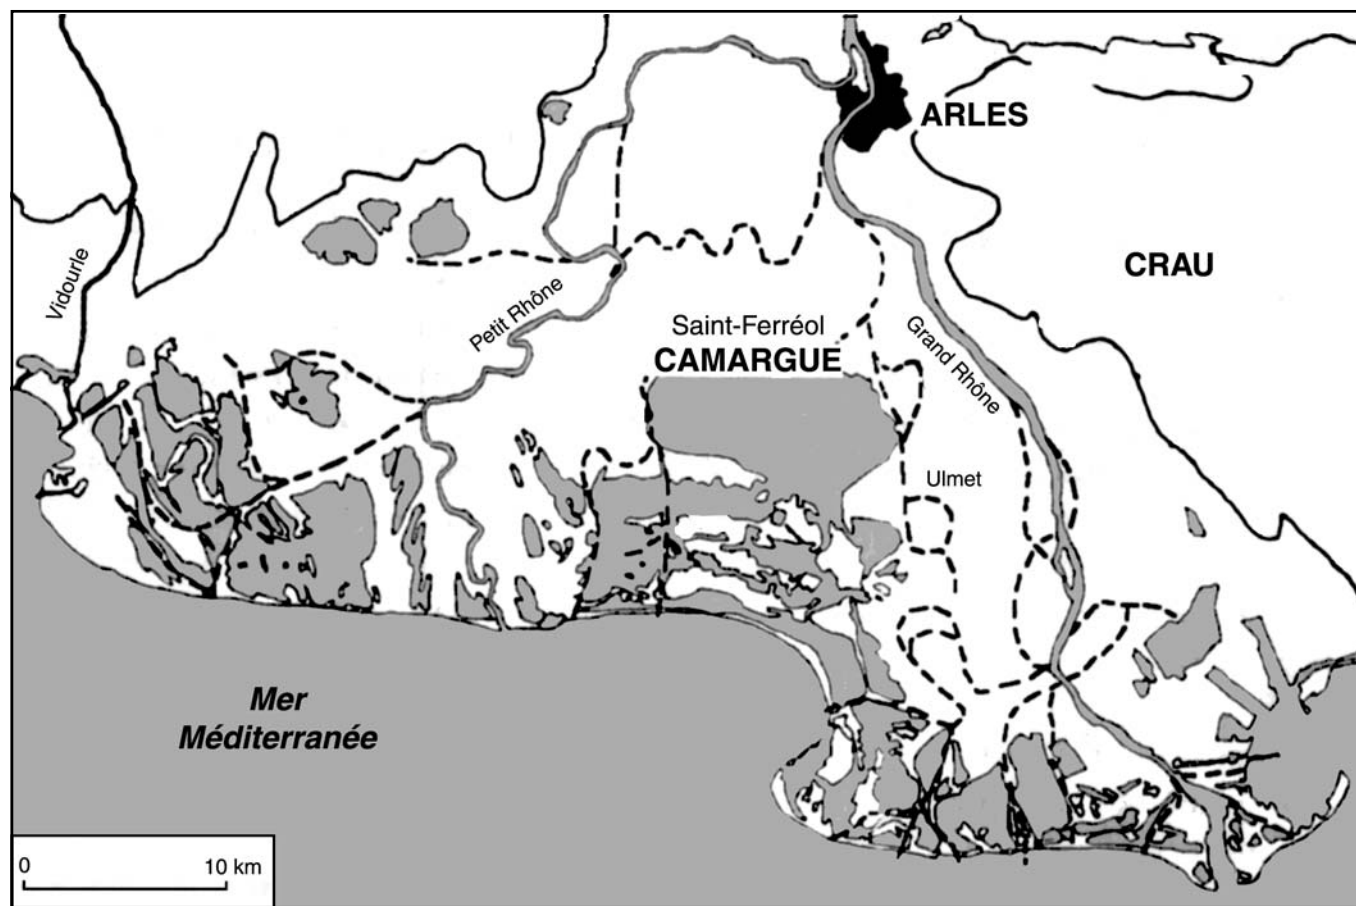 ARLES
CRAU
Vidourle
Petit Rhône
Saint-Ferréol
CAMARGUE
Grand Rhône
Ulmet
Mer
Méditerranée
0 10 km